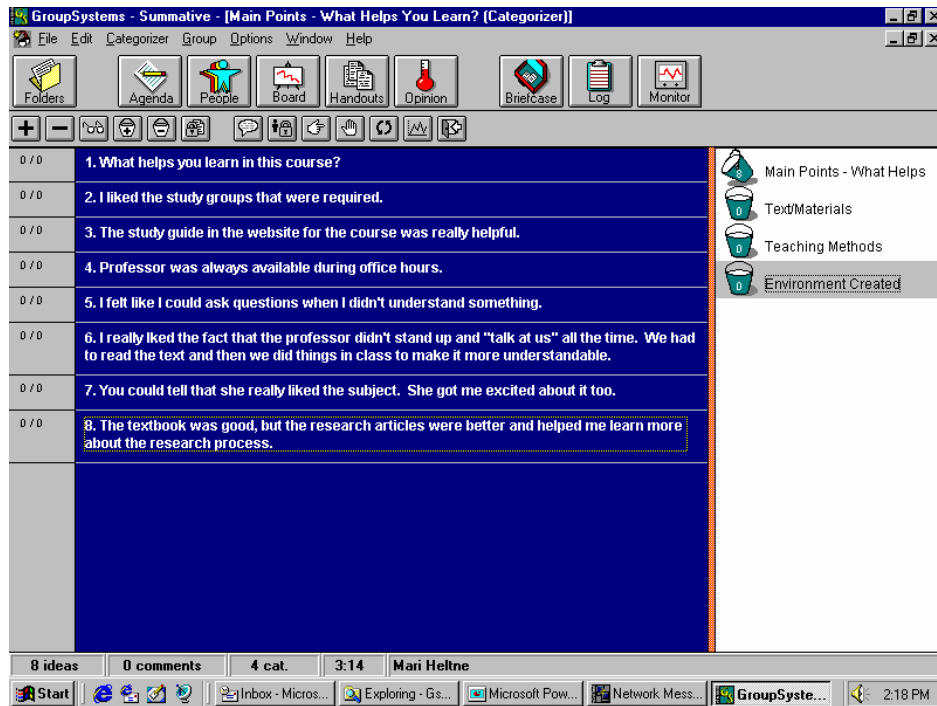 GroupSystems - Summative - [Main Points - What Helps You Learn? (Categorizer)]
File Edit Categorizer Group Options Window Help
Folders Agenda People Board Handouts Opinion Briefcase Log Monitor
0 / 0 1. What helps you learn in this course?
0 / 0 2. I liked the study groups that were required.
0 / 0 3. The study guide in the website for the course was really helpful.
0 / 0 4. Professor was always available during office hours.
0 / 0 5. I felt like I could ask questions when I didn't understand something.
0 / 0 6. I really lked the fact that the professor didn't stand up and "talk at us" all the time. We had
to read the text and then we did things in class to make it more understandable.
0 / 0 7. You could tell that she really liked the subject. She got me excited about it too.
0 / 0 8. The textbook was good, but the research articles were better and helped me learn more
about the research process.
8 Main Points - What Helps
0 Text/Materials
0 Teaching Methods
0 Environment Created
8 ideas 0 comments 4 cat. 3:14 Mari Heltne
Start Inbox - Micros... Exploring - Gs... Microsoft Pow... Network Mess... GroupSyste... 2:18 PM